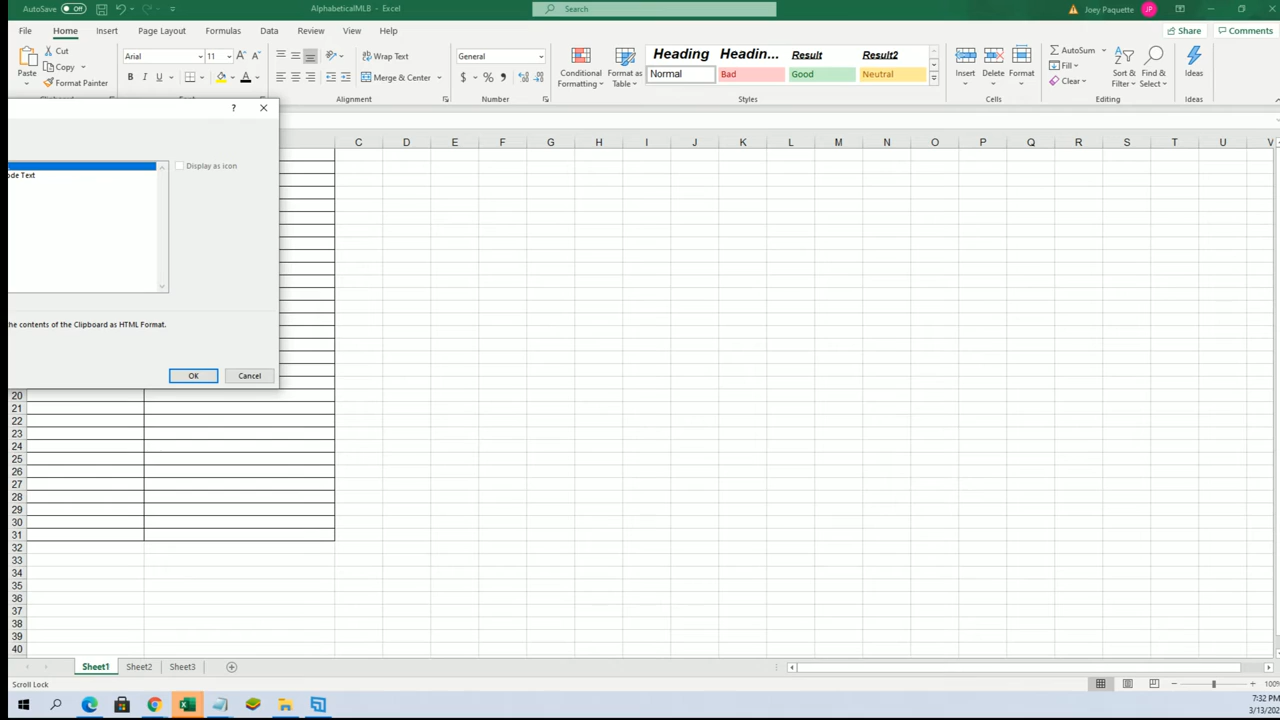 AutoSave Off AlphabeticalMLB - Excel Search Joey Paquette JP
File Home Insert Page Layout Formulas Data Review View Help Share Comments
Paste Cut Copy Format Painter
Arial 11 A A
B I U A
Wrap Text
Merge & Center
Alignment
General
$ % 9
Number
Conditional Formatting
Format as Table
Heading Headin... Result Result2
Normal Bad Good Neutral
Styles
Insert Delete Format
Cells
AutoSum
Fill
Clear
Sort & Filter
Find & Select
Editing
Ideas
Ideas
?
Display as icon
ode Text
he contents of the Clipboard as HTML Format.
OK Cancel
C D E F G H I J K L M N O P Q R S T U V
20
21
22
23
24
25
26
27
28
29
30
31
32
33
34
35
36
37
38
39
40
Sheet1 Sheet2 Sheet3
Scroll Lock 100%
7:32 PM
3/13/202